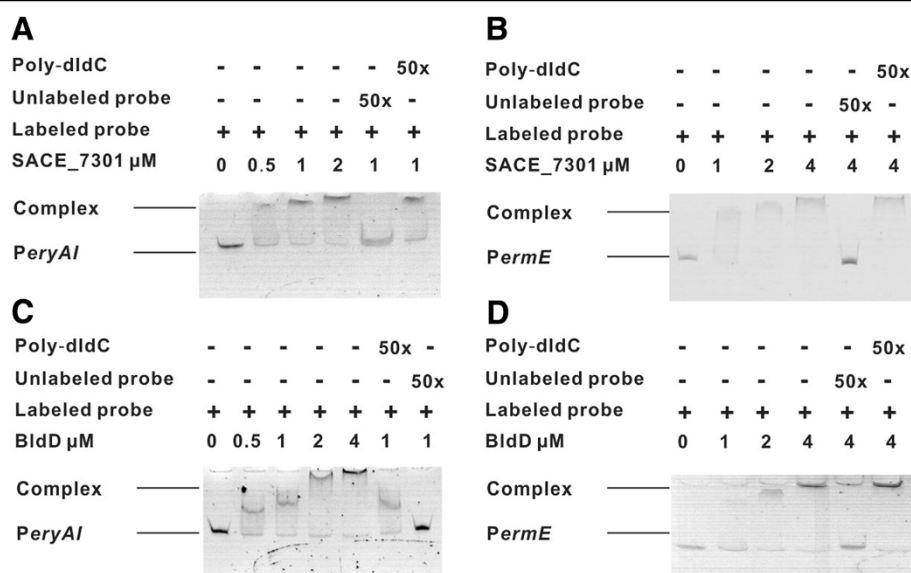 A
Poly-dIdC - - - - - 50x
Unlabeled probe - - - - 50x -
Labeled probe + + + + + +
SACE_7301 µM 0 0.5 1 2 1 1
Complex
PeryAI
B
Poly-dIdC - - - - - 50x
Unlabeled probe - - - - 50x -
Labeled probe + + + + + +
SACE_7301 µM 0 1 2 4 4 4
Complex
PermE
C
Poly-dIdC - - - - - 50x -
Unlabeled probe - - - - - - 50x
Labeled probe + + + + + + +
BldD µM 0 0.5 1 2 4 1 1
Complex
PeryAI
D
Poly-dIdC - - - - - 50x
Unlabeled probe - - - - 50x -
Labeled probe + + + + + +
BldD µM 0 1 2 4 4 4
Complex
PermE